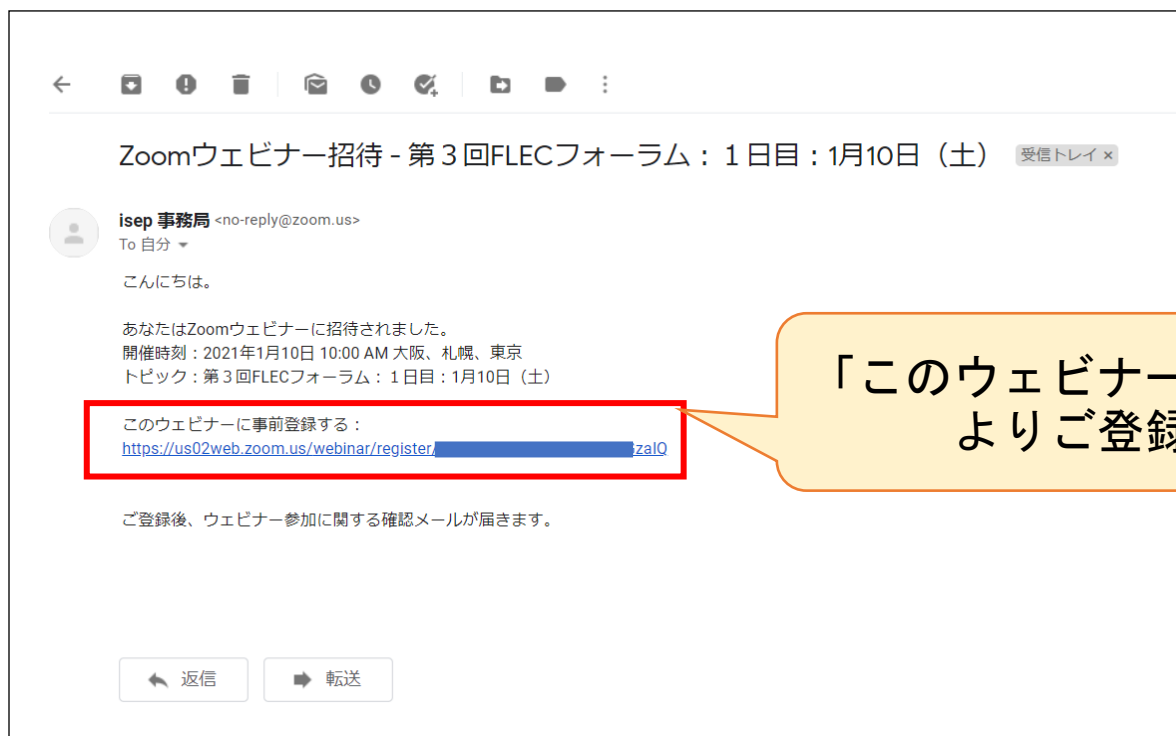 Zoomウェビナー招待 - 第３回FLECフォーラム：１日目：1月10日（土） 受信トレイ ×
isep 事務局 <no-reply@zoom.us>
To 自分
こんにちは。
あなたはZoomウェビナーに招待されました。
開催時刻：2021年1月10日 10:00 AM 大阪、札幌、東京
トピック：第３回FLECフォーラム：１日目：1月10日（土）
このウェビナーに事前登録する：
https://us02web.zoom.us/webinar/register/ zaIQ
「このウェビナー
よりご登録
ご登録後、ウェビナー参加に関する確認メールが届きます。
返信 転送